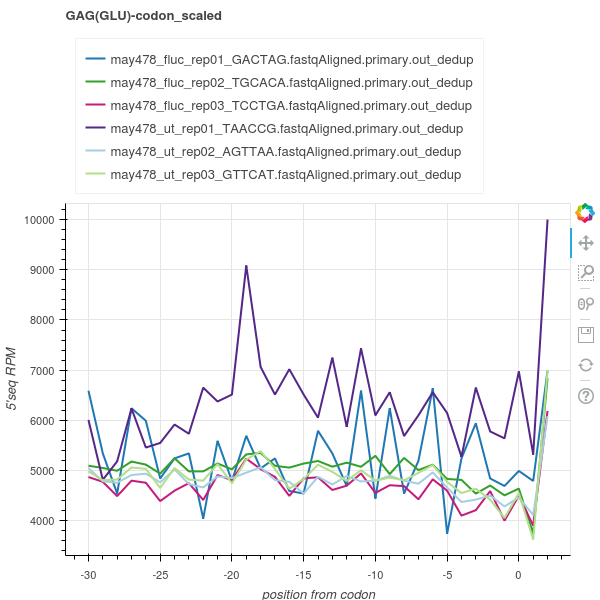 GAG(GLU)-codon_scaled
may478_fluc_rep01_GACTAG.fastqAligned.primary.out_dedup
may478_fluc_rep02_TGCACA.fastqAligned.primary.out_dedup
may478_fluc_rep03_TCCTGA.fastqAligned.primary.out_dedup
may478_ut_rep01_TAACCG.fastqAligned.primary.out_dedup
may478_ut_rep02_AGTTAA.fastqAligned.primary.out_dedup
may478_ut_rep03_GTTCAT.fastqAligned.primary.out_dedup
10000
9000
8000
7000
6000
5000
4000
5'seq RPM
-30 -25 -20 -15 -10 -5 0
position from codon